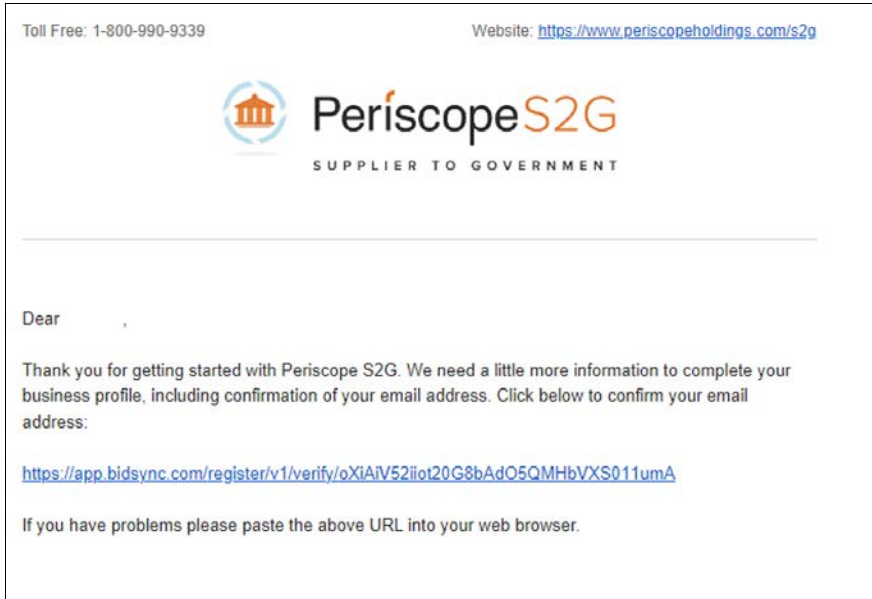 Toll Free: 1-800-990-9339 Website: https://www.periscopeholdings.com/s2g
Periscope S2G
SUPPLIER TO GOVERNMENT
Dear ,
Thank you for getting started with Periscope S2G. We need a little more information to complete your
business profile, including confirmation of your email address. Click below to confirm your email
address:
https://app.bidsync.com/register/v1/verify/oXiAiV52iiot20G8bAdO5QMHbVXS011umA
If you have problems please paste the above URL into your web browser.